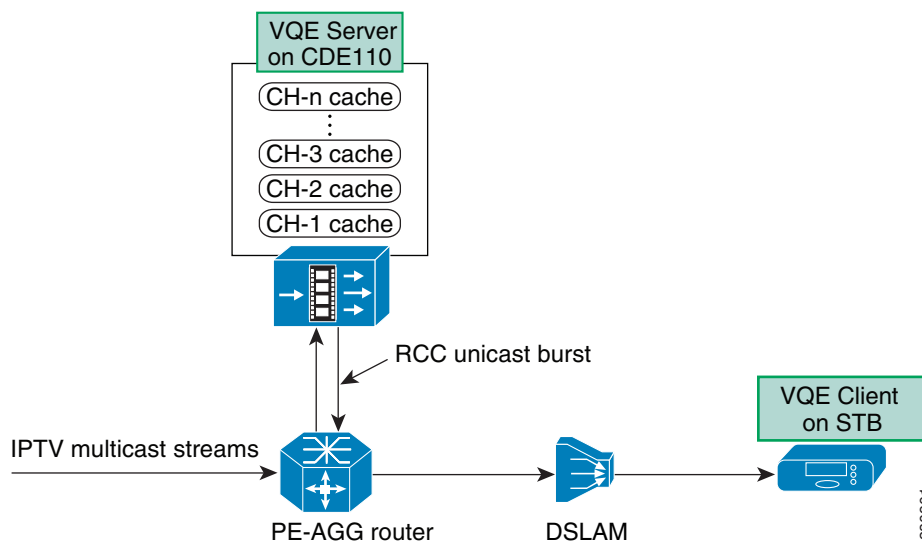 VQE Server
on CDE110
CH-n cache
CH-3 cache
CH-2 cache
CH-1 cache
RCC unicast burst
VQE Client
on STB
IPTV multicast streams
PE-AGG router
DSLAM